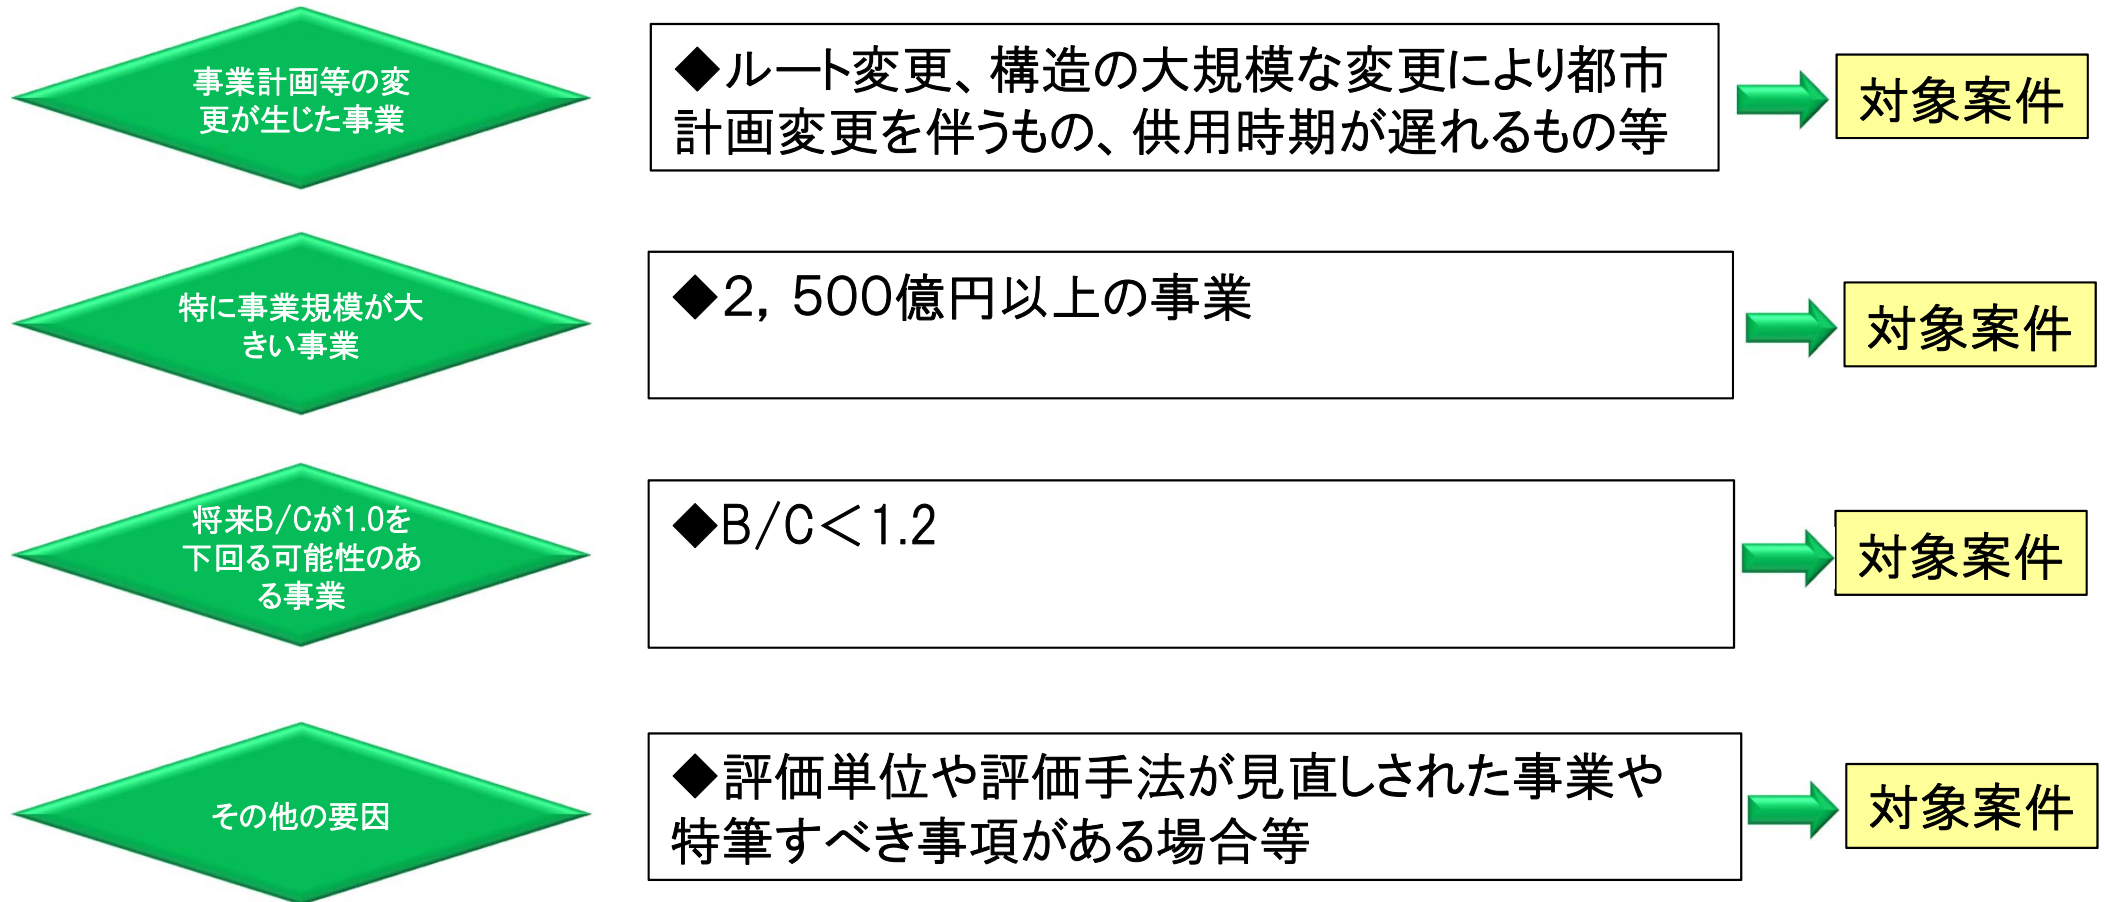 事業計画等の変
更が生じた事業
◆ルート変更、構造の大規模な変更により都市
計画変更を伴うもの、供用時期が遅れるもの等
対象案件
特に事業規模が大
きい事業
◆2，500億円以上の事業
対象案件
将来B/Cが1.0を
下回る可能性のあ
る事業
◆B/C＜1.2
対象案件
その他の要因
◆評価単位や評価手法が見直しされた事業や
特筆すべき事項がある場合等
対象案件